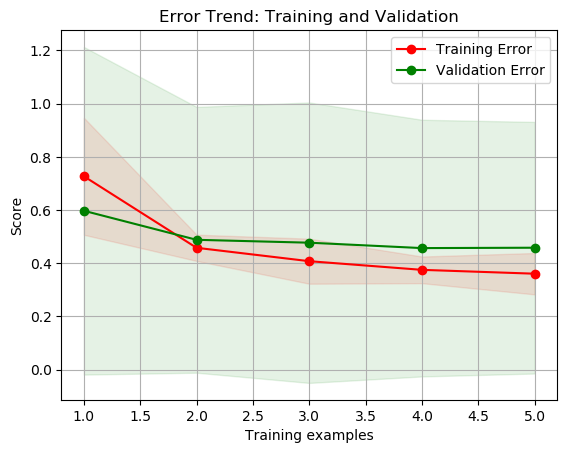 Error Trend: Training and Validation
Training Error
Validation Error
Score
1.2
1.0
0.8
0.6
0.4
0.2
0.0
1.0 1.5 2.0 2.5 3.0 3.5 4.0 4.5 5.0
Training examples